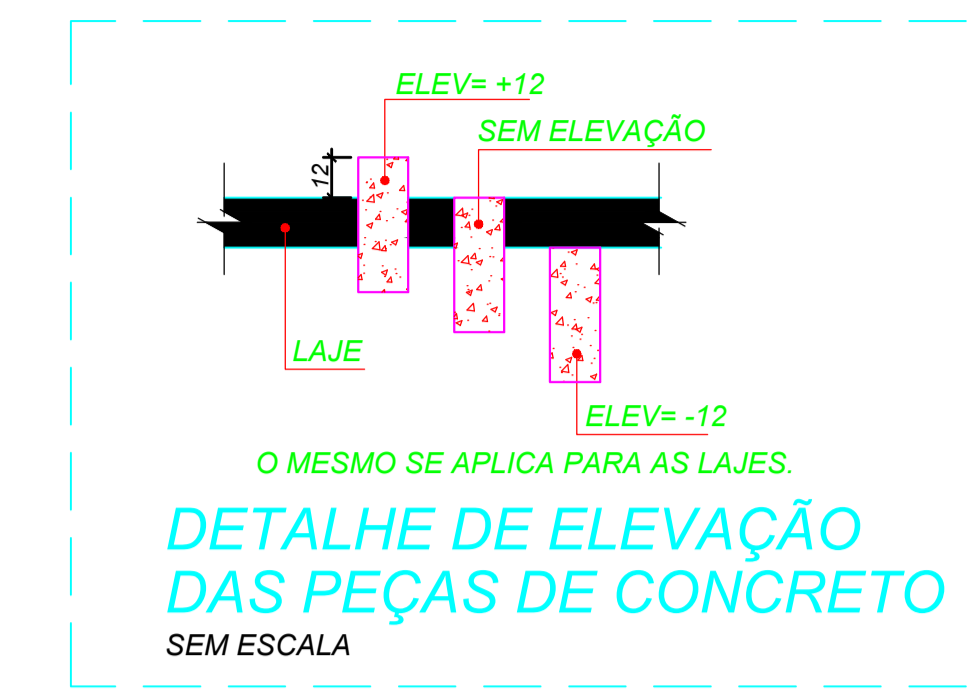 ELEV= +12
SEM ELEVAÇÃO
12
LAJE
ELEV= -12
O MESMO SE APLICA PARA AS LAJES.
DETALHE DE ELEVAÇÃO
DAS PEÇAS DE CONCRETO
SEM ESCALA